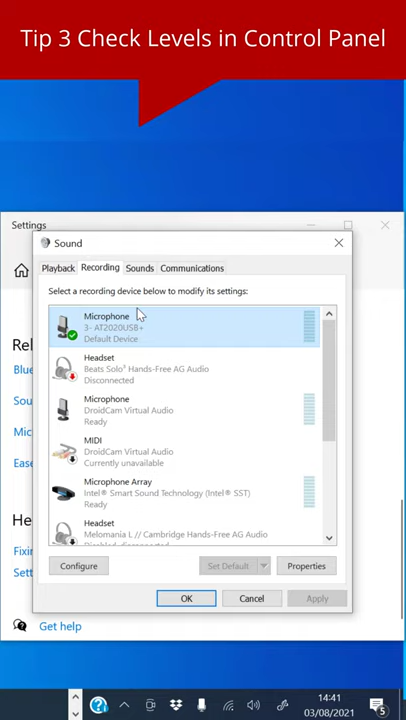 Tip 3 Check Levels in Control Panel
Settings
Sound
Playback
Recording
Sounds
Communications
Select a recording device below to modify its settings:
Microphone
3- AT2020USB+
Default Device
Headset
Beats Solo³ Hands-Free AG Audio
Disconnected
Microphone
DroidCam Virtual Audio
Ready
MIDI
DroidCam Virtual Audio
Currently unavailable
Microphone Array
Intel® Smart Sound Technology (Intel® SST)
Ready
Headset
Melomania L // Cambridge Hands-Free AG Audio
Configure
Set Default
Properties
OK
Cancel
Apply
Rel
Blue
Sou
Mic
Ease
He
Fixin
Sett
Get help
14:41
03/08/2021
5